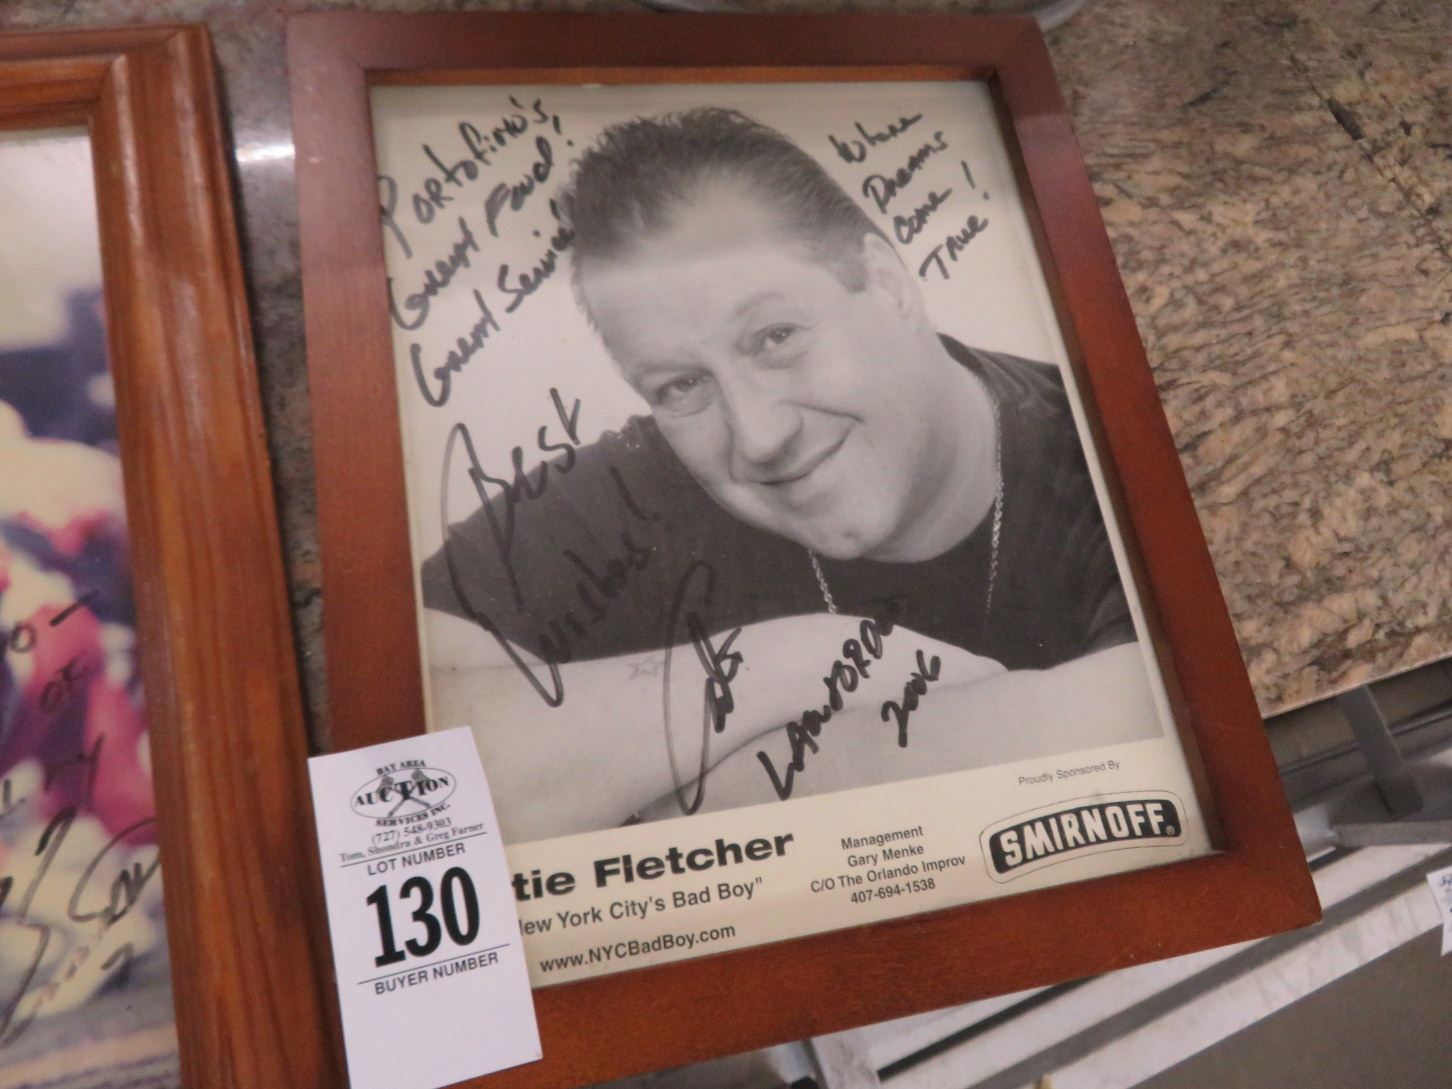 Portofino's,
Great Food!
Great Service!
Where
Dreams
Come
True!
Best
Wishes!
2006
Proudly Sponsored By
SMIRNOFF®
tie Fletcher
ew York City's Bad Boy"
www.NYCBadBoy.com
Management
Gary Menke
C/O The Orlando Improv
407-694-1538
BAY AREA
AUCTION
SERVICES INC.
(727) 548-9303
Tom, Shondra & Greg Farner
LOT NUMBER
130
BUYER NUMBER